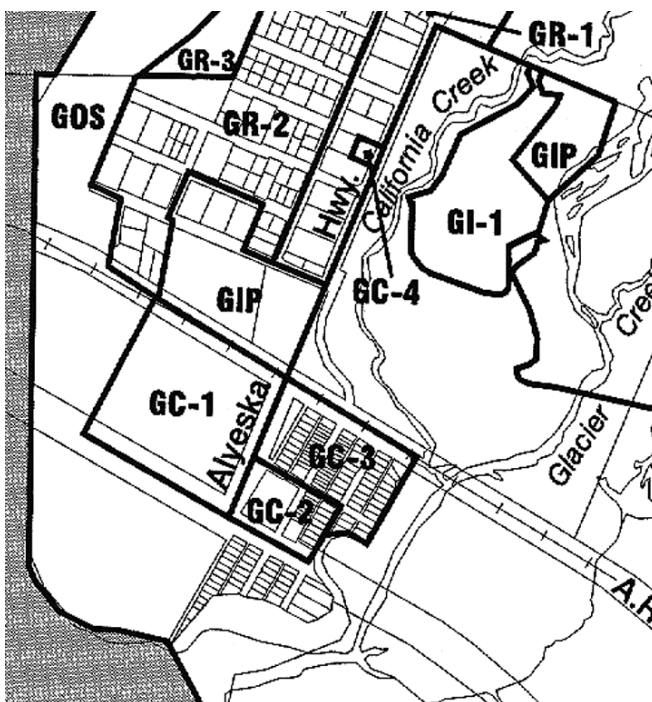 GR-1
GR-3
GOS
GR-2
California Creek
GIP
Hwy.
GI-1
GC-4
GIP
GC-1
Alyeska
GC-3
GC-2
Glacier
Cree
A.R